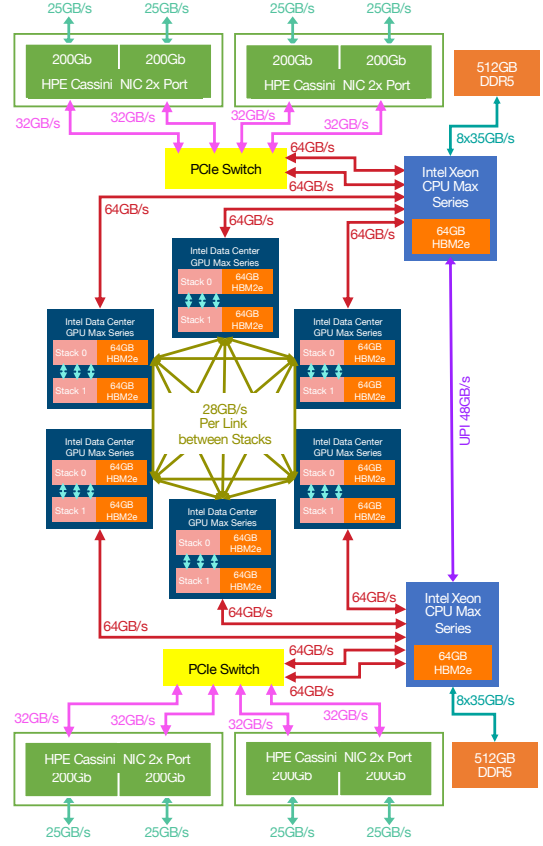 25GB/s 25GB/s 25GB/s 25GB/s
200Gb 200Gb
HPE Cassini NIC 2x Port
200Gb 200Gb
HPE Cassini NIC 2x Port
512GB
DDR5
32GB/s 32GB/s 32GB/s 32GB/s
8x35GB/s
PCIe Switch
64GB/s
64GB/s
Intel Xeon
CPU Max
Series
64GB
HBM2e
64GB/s
64GB/s
64GB/s
Intel Data Center
GPU Max Series
Stack 0
64GB
HBM2e
Stack 1
64GB
HBM2e
Intel Data Center
GPU Max Series
Stack 0
64GB
HBM2e
Stack 1
64GB
HBM2e
Intel Data Center
GPU Max Series
Stack 0
64GB
HBM2e
Stack 1
64GB
HBM2e
28GB/s
Per Link
between Stacks
UPI 48GB/s
Intel Data Center
GPU Max Series
Stack 0
64GB
HBM2e
Stack 1
64GB
HBM2e
Intel Data Center
GPU Max Series
Stack 0
64GB
HBM2e
Stack 1
64GB
HBM2e
Intel Data Center
GPU Max Series
Stack 0
64GB
HBM2e
Stack 1
64GB
HBM2e
64GB/s
64GB/s
64GB/s
Intel Xeon
CPU Max
Series
64GB
HBM2e
PCIe Switch
64GB/s
64GB/s
8x35GB/s
32GB/s 32GB/s 32GB/s 32GB/s
HPE Cassini NIC 2x Port
200Gb 200Gb
HPE Cassini NIC 2x Port
200Gb 200Gb
512GB
DDR5
25GB/s 25GB/s 25GB/s 25GB/s